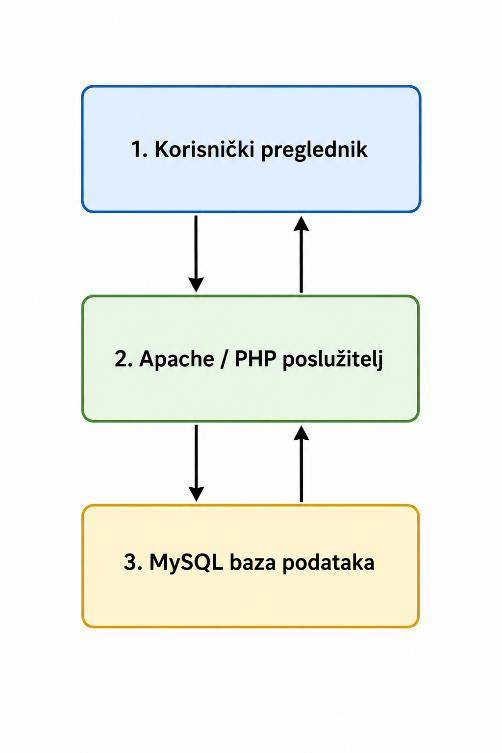 1. Korisnički preglednik
2. Apache / PHP poslužitelj
3. MySQL baza podataka